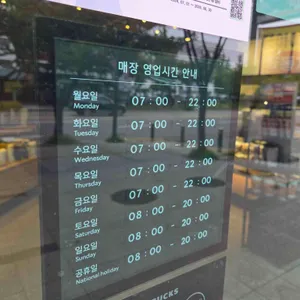 매장 영업시간 안내
월요일 07 : 00 - 22 : 00
Monday
화요일 07 : 00 - 22 : 00
Tuesday
수요일 07 : 00 - 22 : 00
Wednesday
목요일 07 : 00 - 22 : 00
Thursday
금요일 07 : 00 - 22 : 00
Friday
토요일 08 : 00 - 20 : 00
Saturday
일요일 08 : 00 - 20 : 00
Sunday
공휴일 08 : 00 - 20 : 00
National holiday